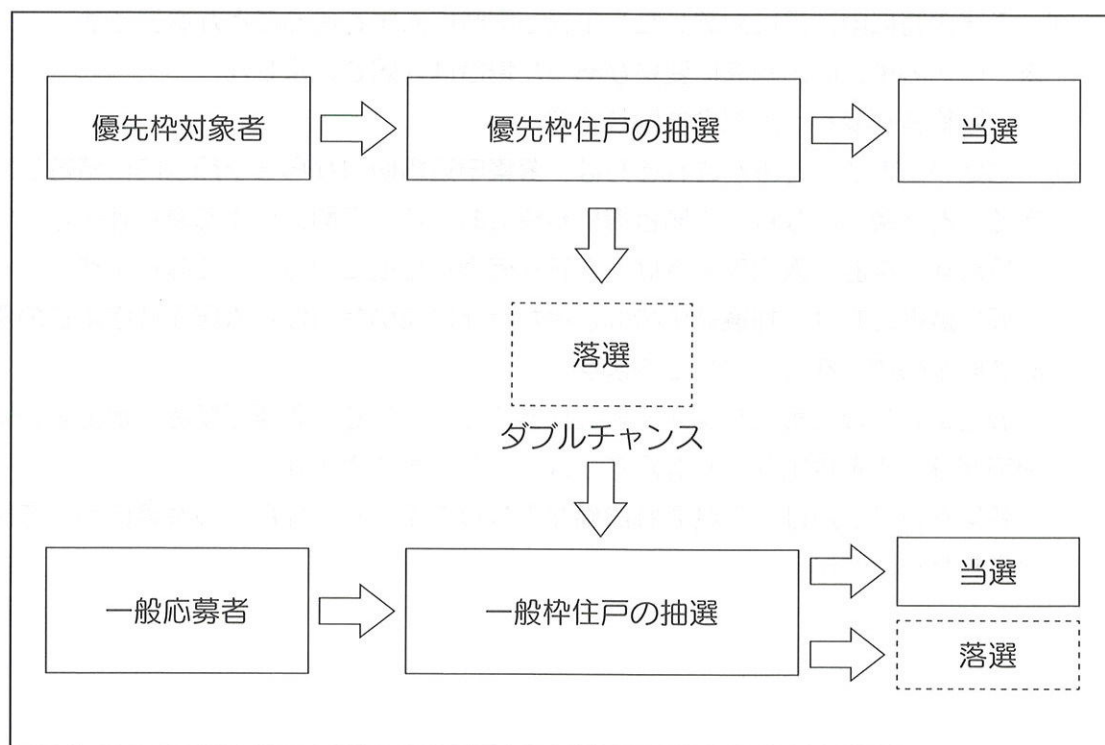 優先枠対象者
優先枠住戸の抽選
当選
落選
ダブルチャンス
一般応募者
一般枠住戸の抽選
当選
落選